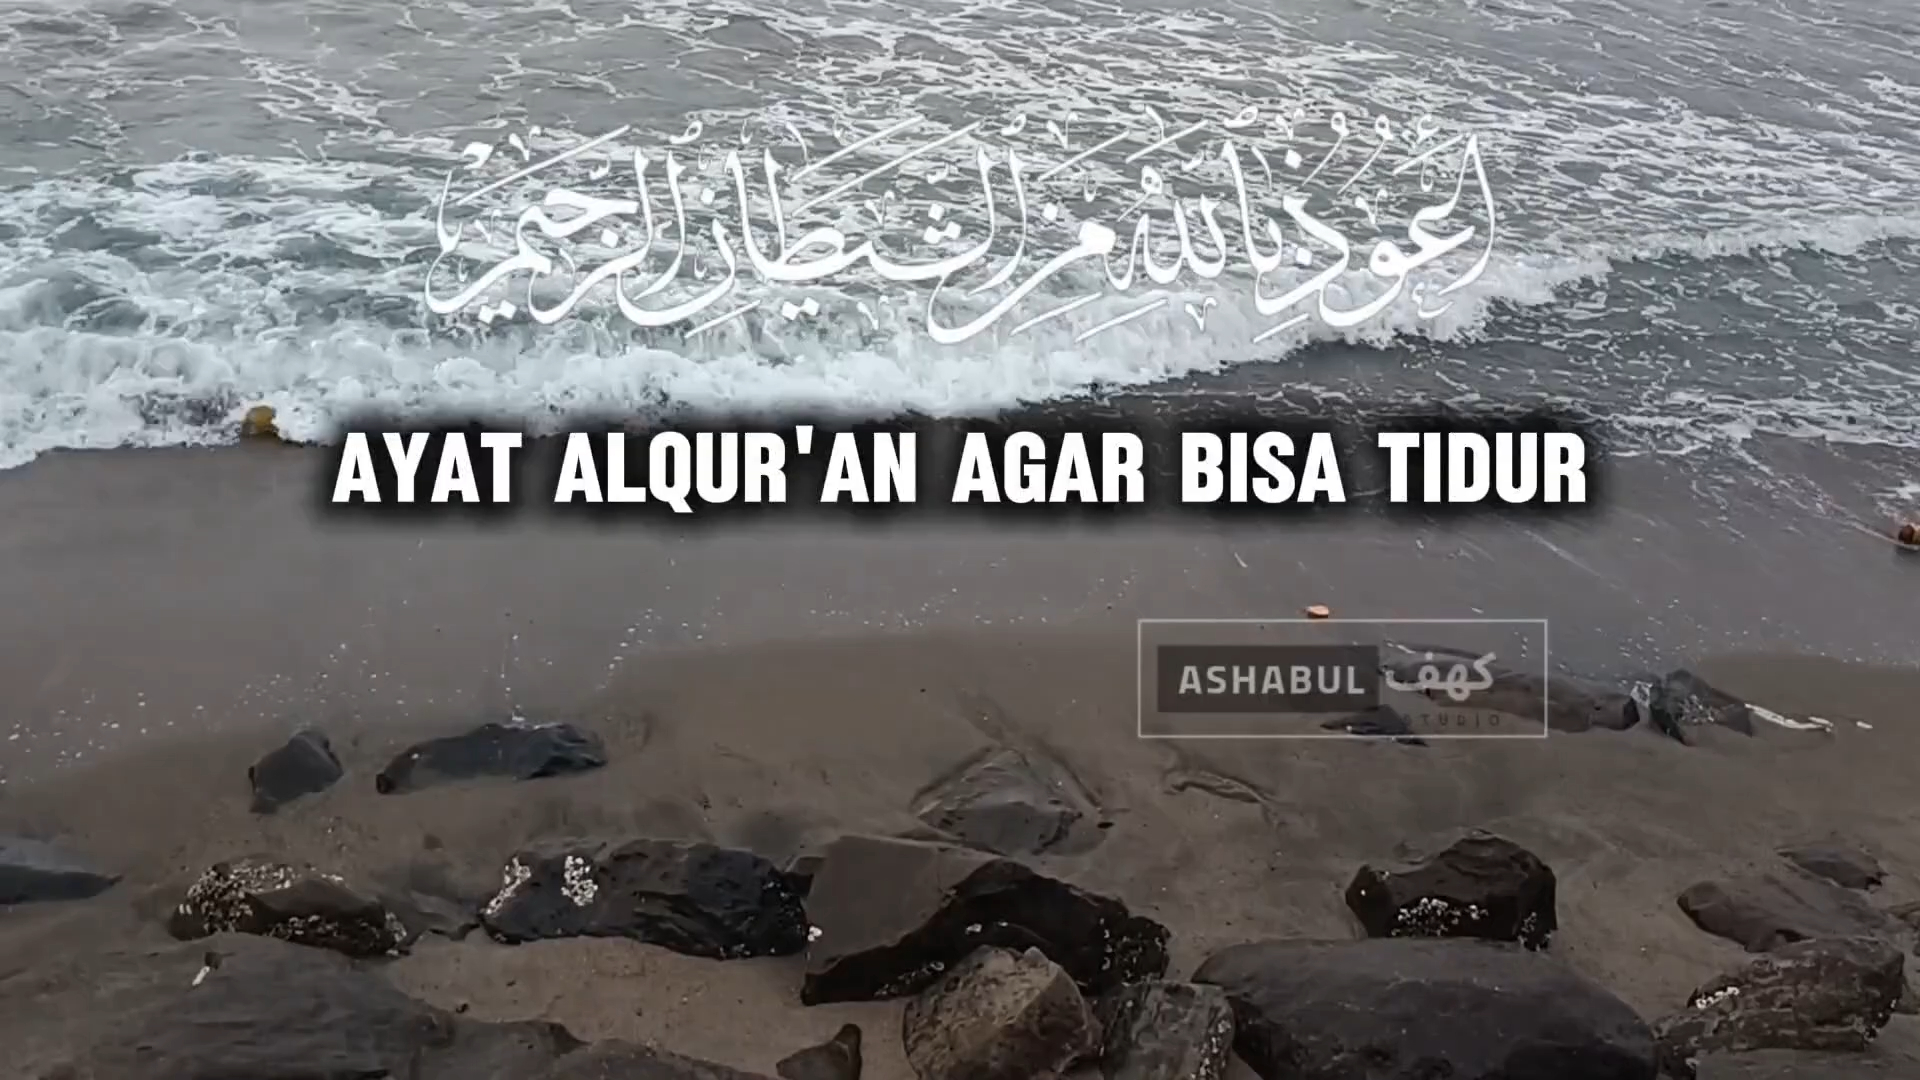 أَعُوذُ بِاللَّهِ مِنَ الشَّيْطَانِ الرَّجِيمِ
AYAT ALQUR'AN AGAR BISA TIDUR
ASHABUL كهف
STUDIO